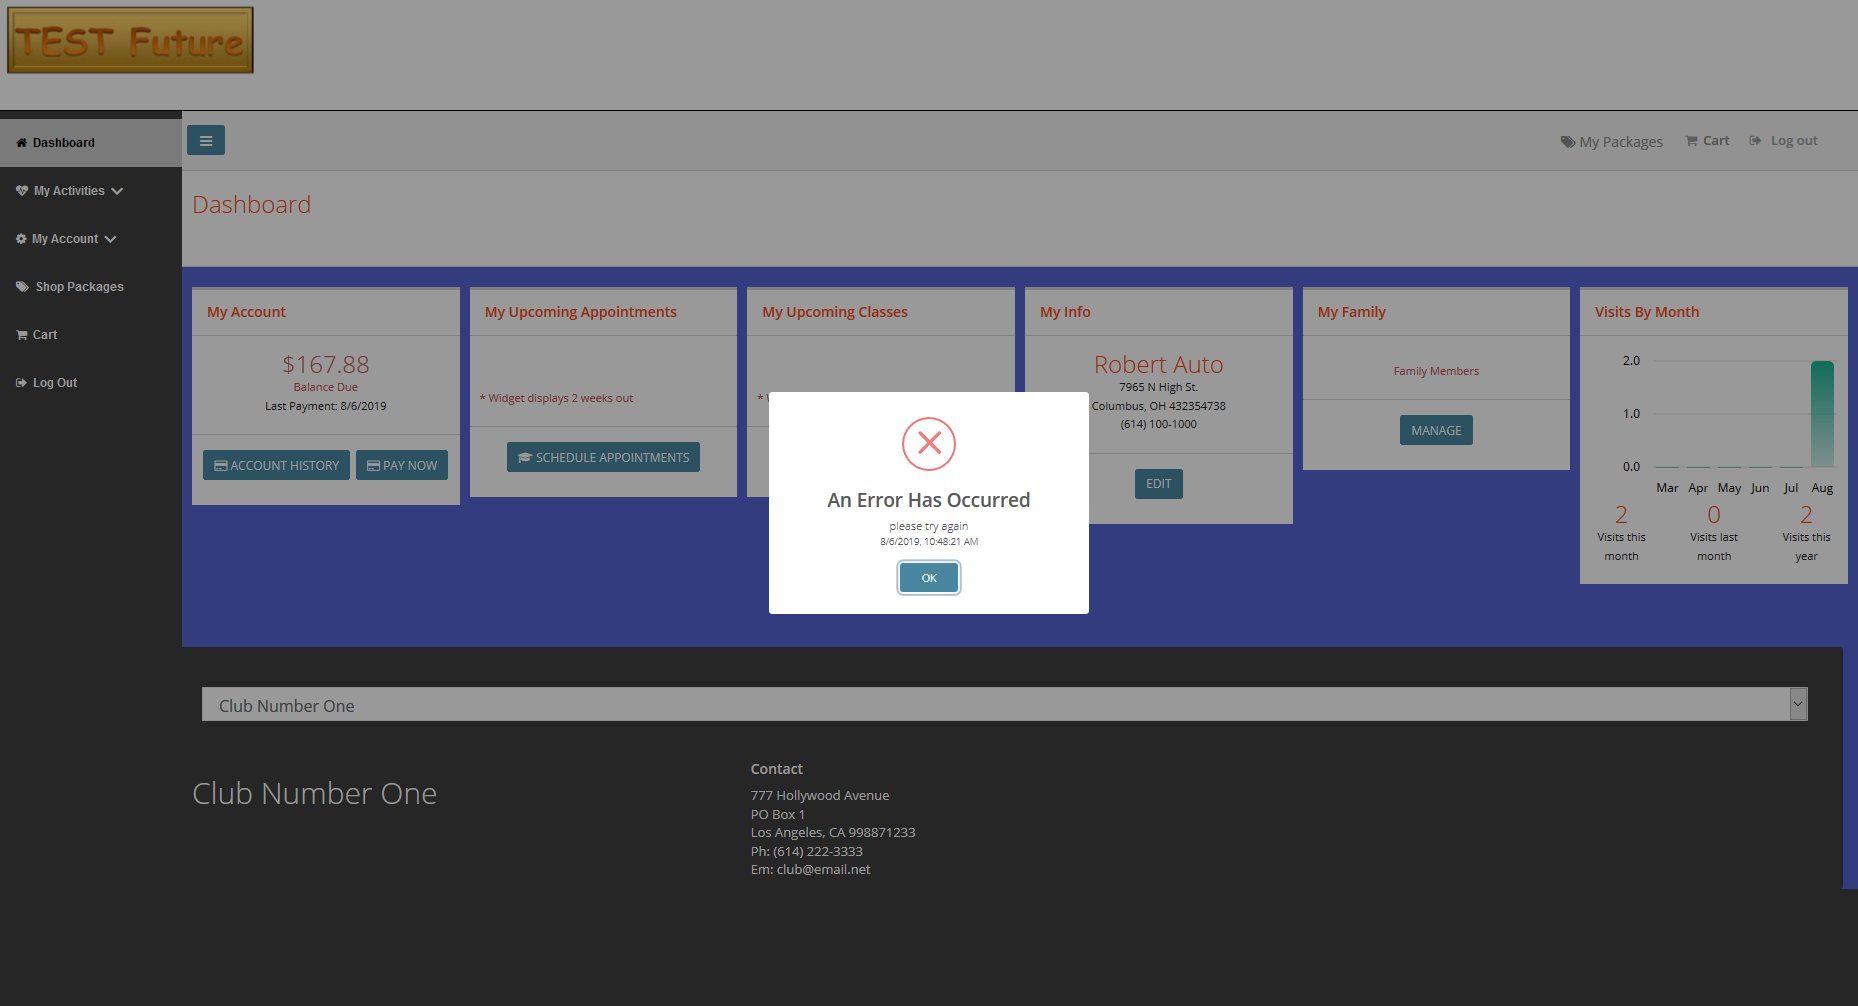 TEST Future
Dashboard
My Activities
My Account
Shop Packages
Cart
Log Out
My Packages
Cart
Log out
Dashboard
My Account
$167.88
Balance Due
Last Payment: 8/6/2019
ACCOUNT HISTORY
PAY NOW
My Upcoming Appointments
* Widget displays 2 weeks out
SCHEDULE APPOINTMENTS
My Upcoming Classes
*
My Info
Robert Auto
7965 N High St.
Columbus, OH 432354738
(614) 100-1000
EDIT
My Family
Family Members
MANAGE
Visits By Month
2.0
1.0
0.0
Mar Apr May Jun Jul Aug
2
Visits this
month
0
Visits last
month
2
Visits this
year
An Error Has Occurred
please try again
8/6/2019, 10:48:21 AM
OK
Club Number One
Club Number One
Contact
777 Hollywood Avenue
PO Box 1
Los Angeles, CA 998871233
Ph: (614) 222-3333
Em: club@email.net